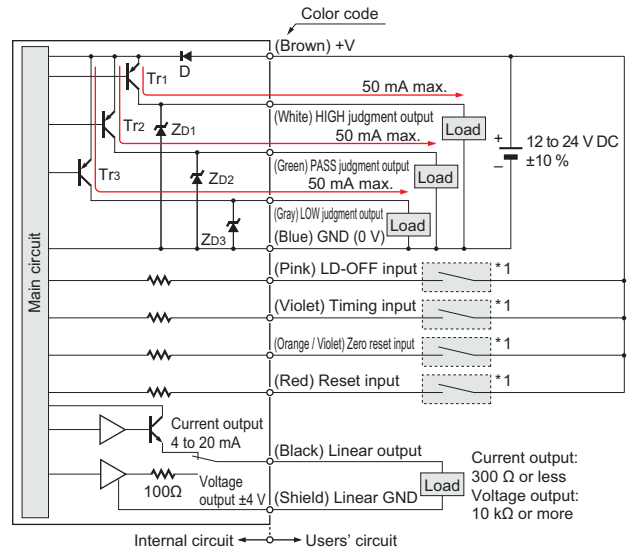 Color code
(Brown) +V
D
Tr1
50 mA max.
(White) HIGH judgment output
Load
Tr2
ZD1
50 mA max.
+
12 to 24 V DC
±10 %
–
(Green) PASS judgment output
Load
Tr3
ZD2
50 mA max.
(Gray) LOW judgment output
Load
ZD3
(Blue) GND (0 V)
Main circuit
(Pink) LD-OFF input
*1
(Violet) Timing input
*1
(Orange / Violet) Zero reset input
*1
(Red) Reset input
*1
Current output
4 to 20 mA
(Black) Linear output
100Ω
Voltage
output ±4 V
(Shield) Linear GND
Load
Current output:
300 Ω or less
Voltage output:
10 kΩ or more
Internal circuit
Users' circuit